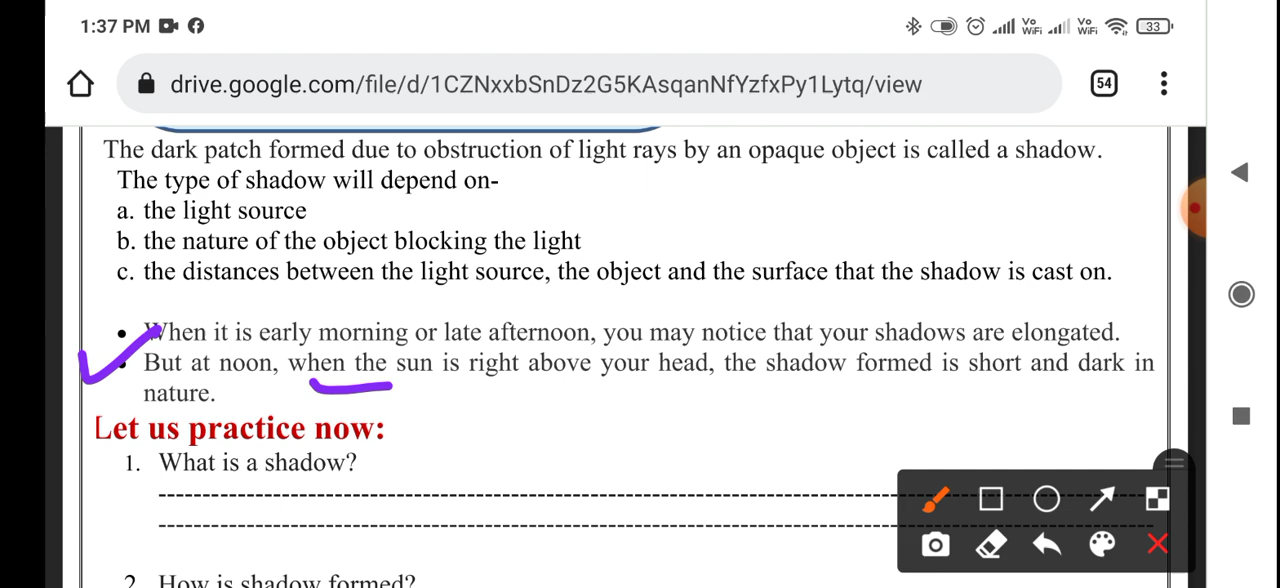 1:37 PM
Vo WiFi Vo WiFi 33
drive.google.com/file/d/1CZNxxbSnDz2G5KAsqanNfYzfxPy1Lytq/view
54
The dark patch formed due to obstruction of light rays by an opaque object is called a shadow.
The type of shadow will depend on-
a. the light source
b. the nature of the object blocking the light
c. the distances between the light source, the object and the surface that the shadow is cast on.
• When it is early morning or late afternoon, you may notice that your shadows are elongated.
• But at noon, when the sun is right above your head, the shadow formed is short and dark in
nature.
Let us practice now:
1. What is a shadow?
2. How is shadow formed?